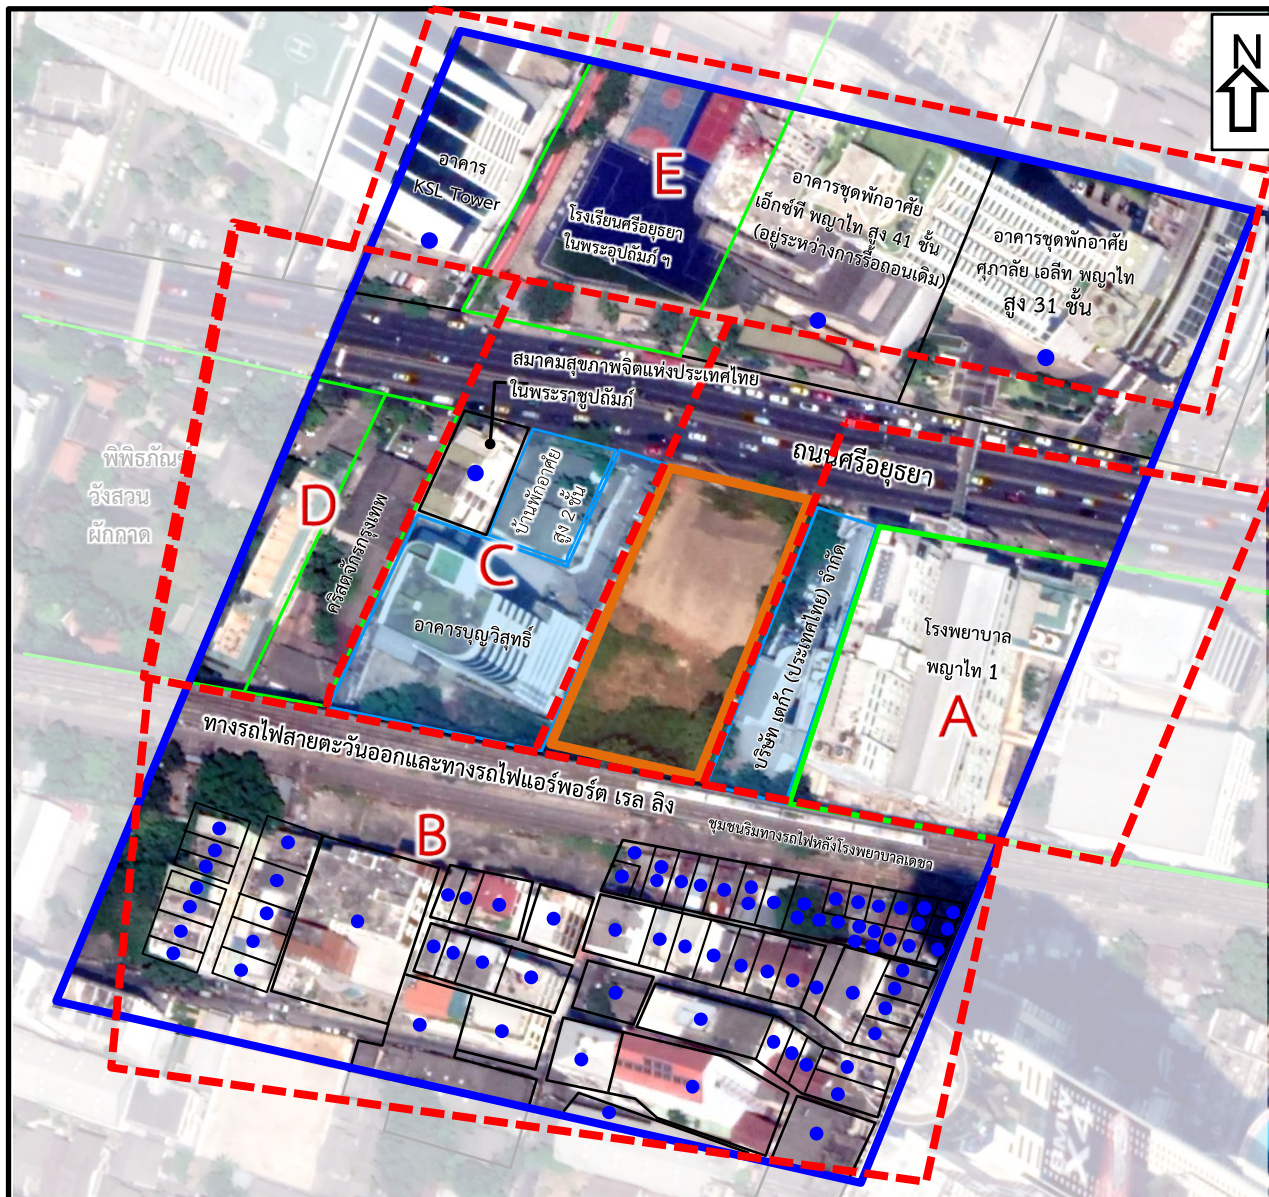 N
อาคาร
KSL Tower
E
โรงเรียนศรีอยุธยา
ในพระอุปถัมภ์ ฯ
อาคารชุดพักอาศัย
เอ็กซ์ที พญาไท สูง 41 ชั้น
(อยู่ระหว่างการรื้อถอนเดิม)
อาคารชุดพักอาศัย
ศุภาลัย เอลีท พญาไท
สูง 31 ชั้น
สมาคมสุขภาพจิตแห่งประเทศไทย
ในพระราชูปถัมภ์
ถนนศรีอยุธยา
พิพิธภัณฑ
วังสวน
ผักกาด
D
คริสตจักรกรุงเทพ
บ้านพักอาศัย
สูง 2 ชั้น
C
อาคารบุญวิสุทธิ์
บริษัท เตก้า (ประเทศไทย) จำกัด
โรงพยาบาล
พญาไท 1
A
ทางรถไฟสายตะวันออกและทางรถไฟแอร์พอร์ต เรล ลิง
ชุมชนริมทางรถไฟหลังโรงพยาบาลเดชา
B
BMW
X4